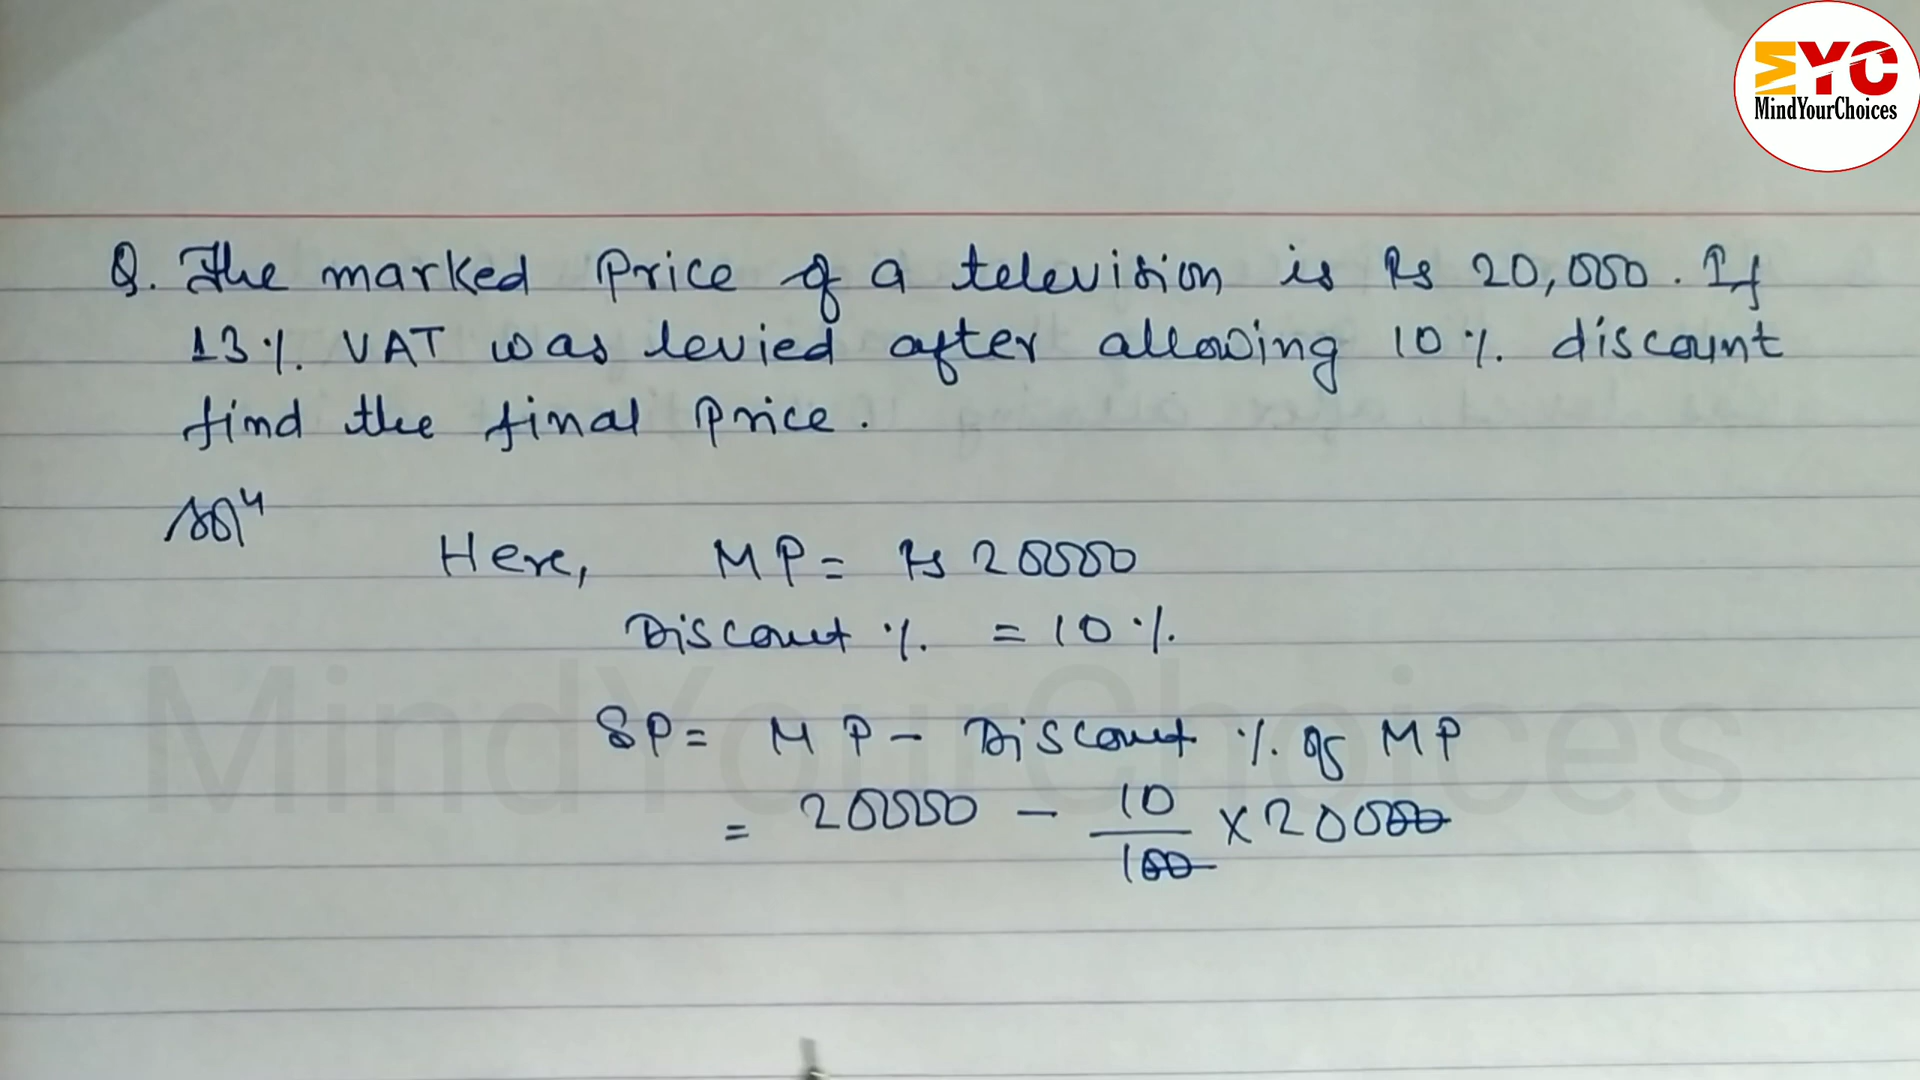 MYC
MindYourChoices
Q. The marked Price of a television is Rs 20,000. If
13% VAT was levied after allowing 10% discount
find the final Price.
Solⁿ
Here, MP = Rs 20000
Discount % = 10%
MindYourChoices
SP = MP - Discount % of MP
= 20000 - 10/100 × 20000